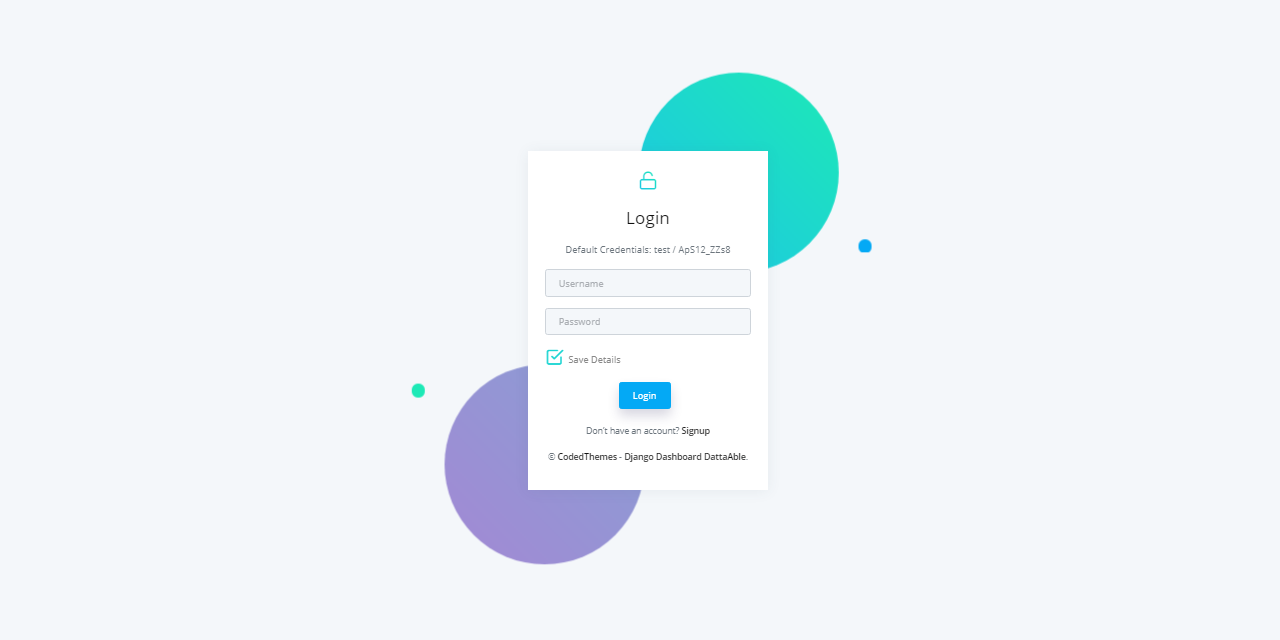 Login
Default Credentials: test / ApS12_ZZs8
Username
Password
Save Details
Login
Don't have an account? Signup
© CodedThemes - Django Dashboard DattaAble.